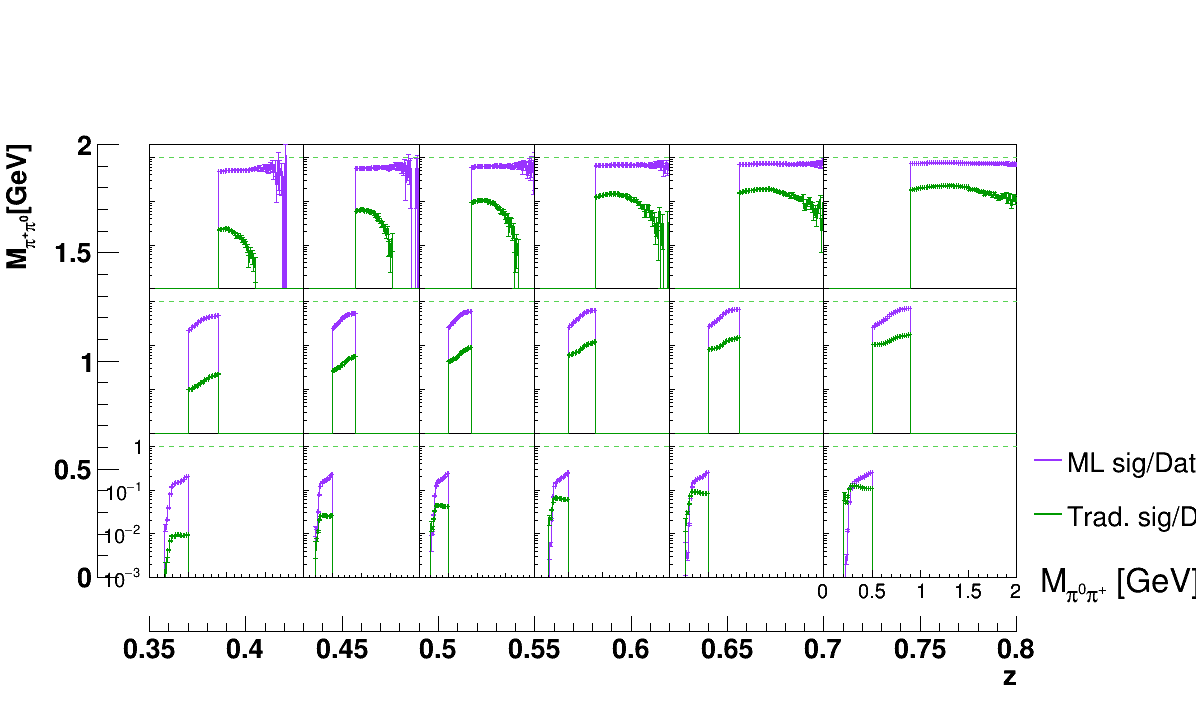 M_{π⁺π⁰}[GeV]
2
1.5
1
0.5
0
1
10⁻¹
10⁻²
10⁻³
ML sig/Dat
Trad. sig/D
0 0.5 1 1.5 2
M_{π⁰π⁺} [GeV]
0.35 0.4 0.45 0.5 0.55 0.6 0.65 0.7 0.75 0.8
z